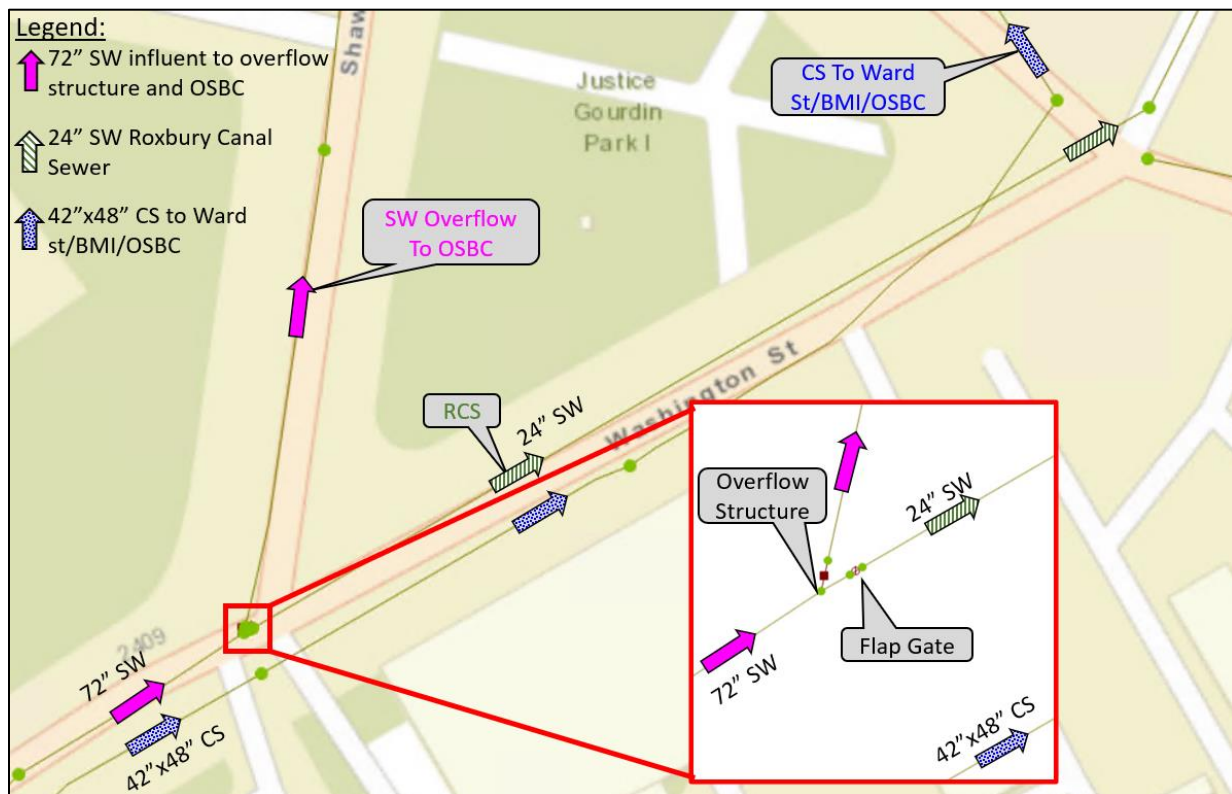 Legend:
72” SW influent to overflow
structure and OSBC
24” SW Roxbury Canal
Sewer
42”x48” CS to Ward
st/BMI/OSBC
Shaw
Justice
Gourdin
Park I
CS To Ward
St/BMI/OSBC
SW Overflow
To OSBC
RCS
24” SW
Washington St
2409
72” SW
42”x48” CS
Overflow
Structure
24” SW
Flap Gate
72” SW
42”x48” CS